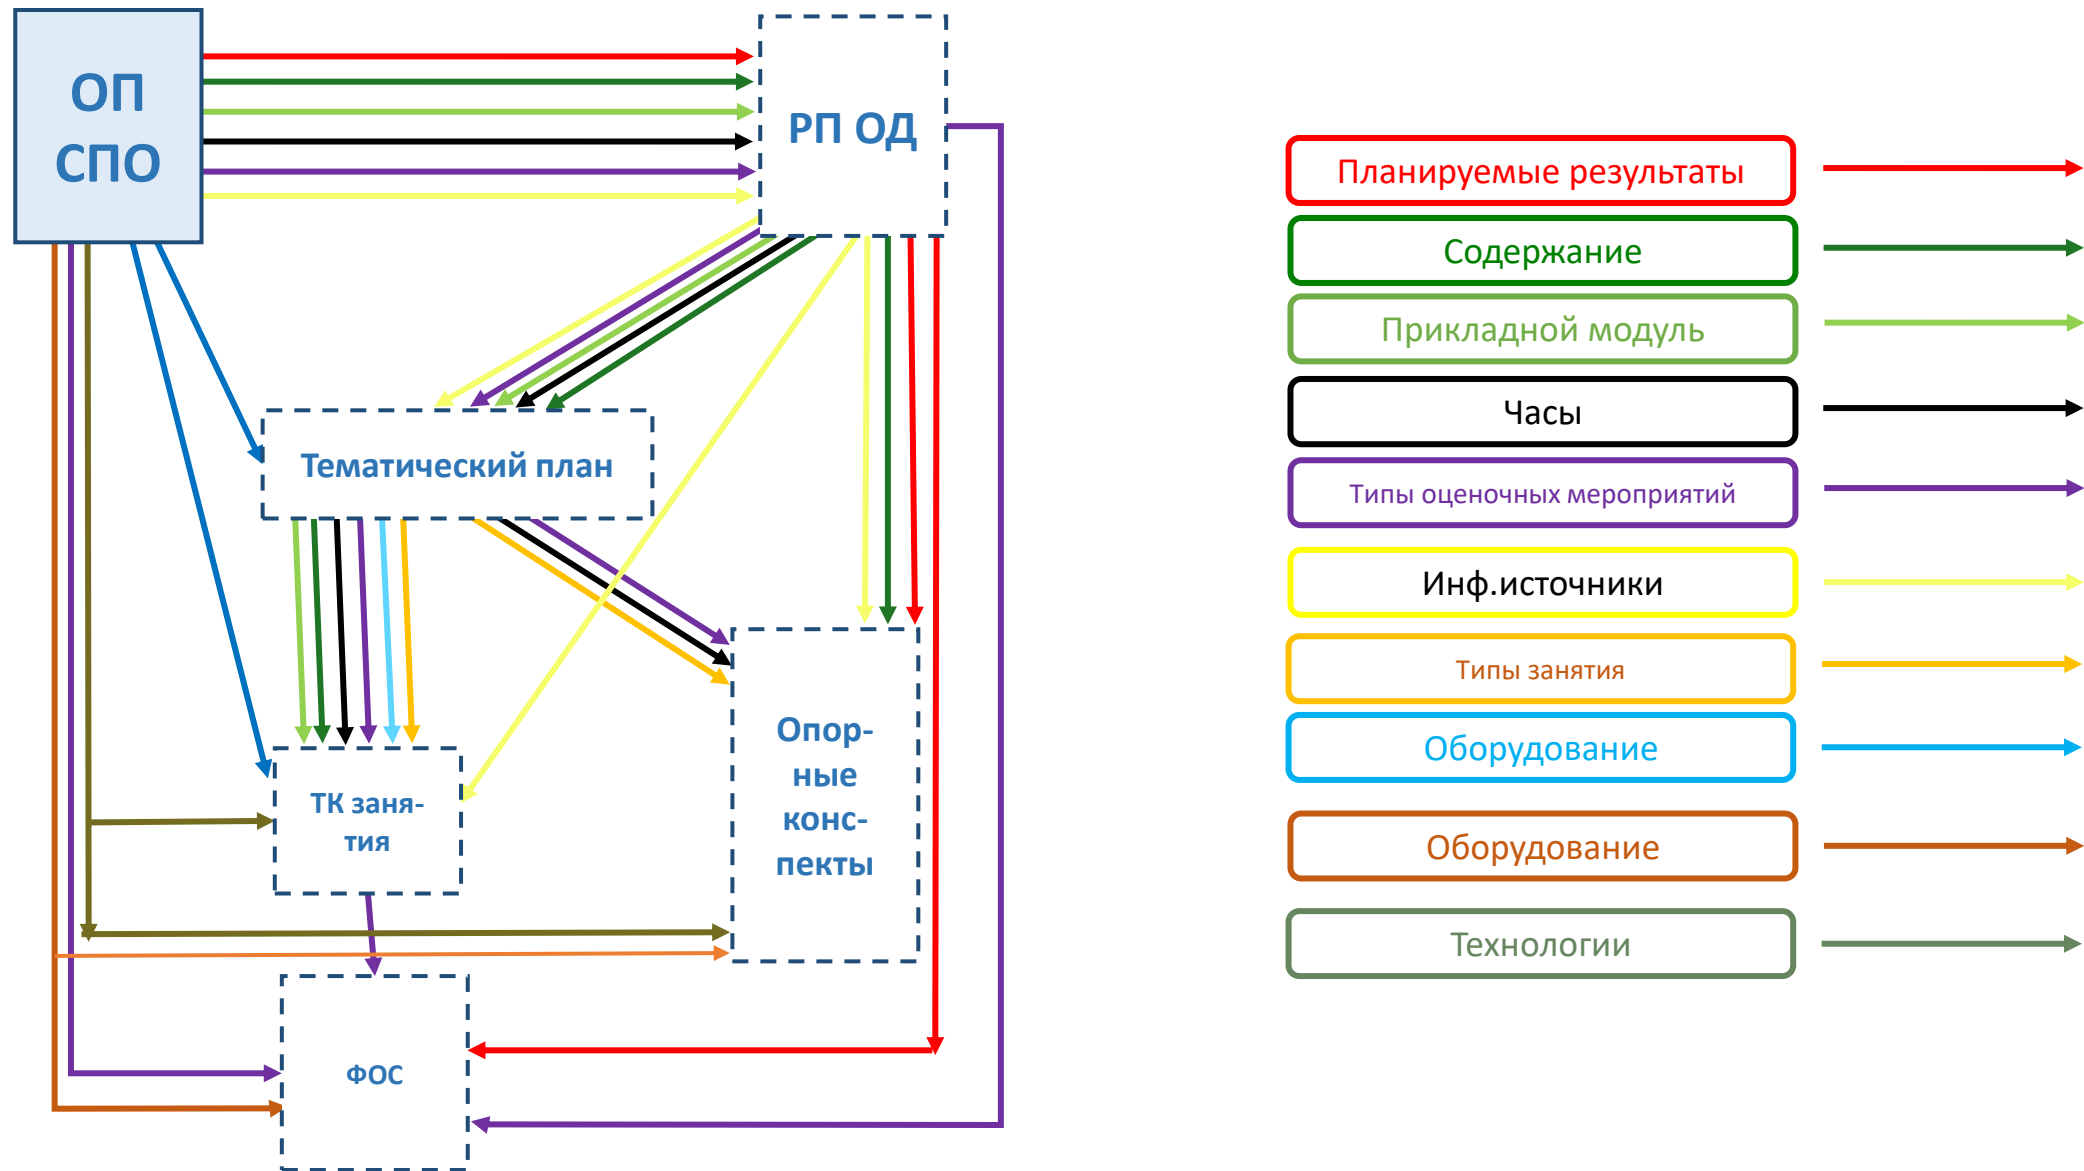 ОП
СПО
РП ОД
Тематический план
ТК заня-
тия
Опор-
ные
конс-
пекты
ФОС
Планируемые результаты
Содержание
Прикладной модуль
Часы
Типы оценочных мероприятий
Инф.источники
Типы занятия
Оборудование
Оборудование
Технологии